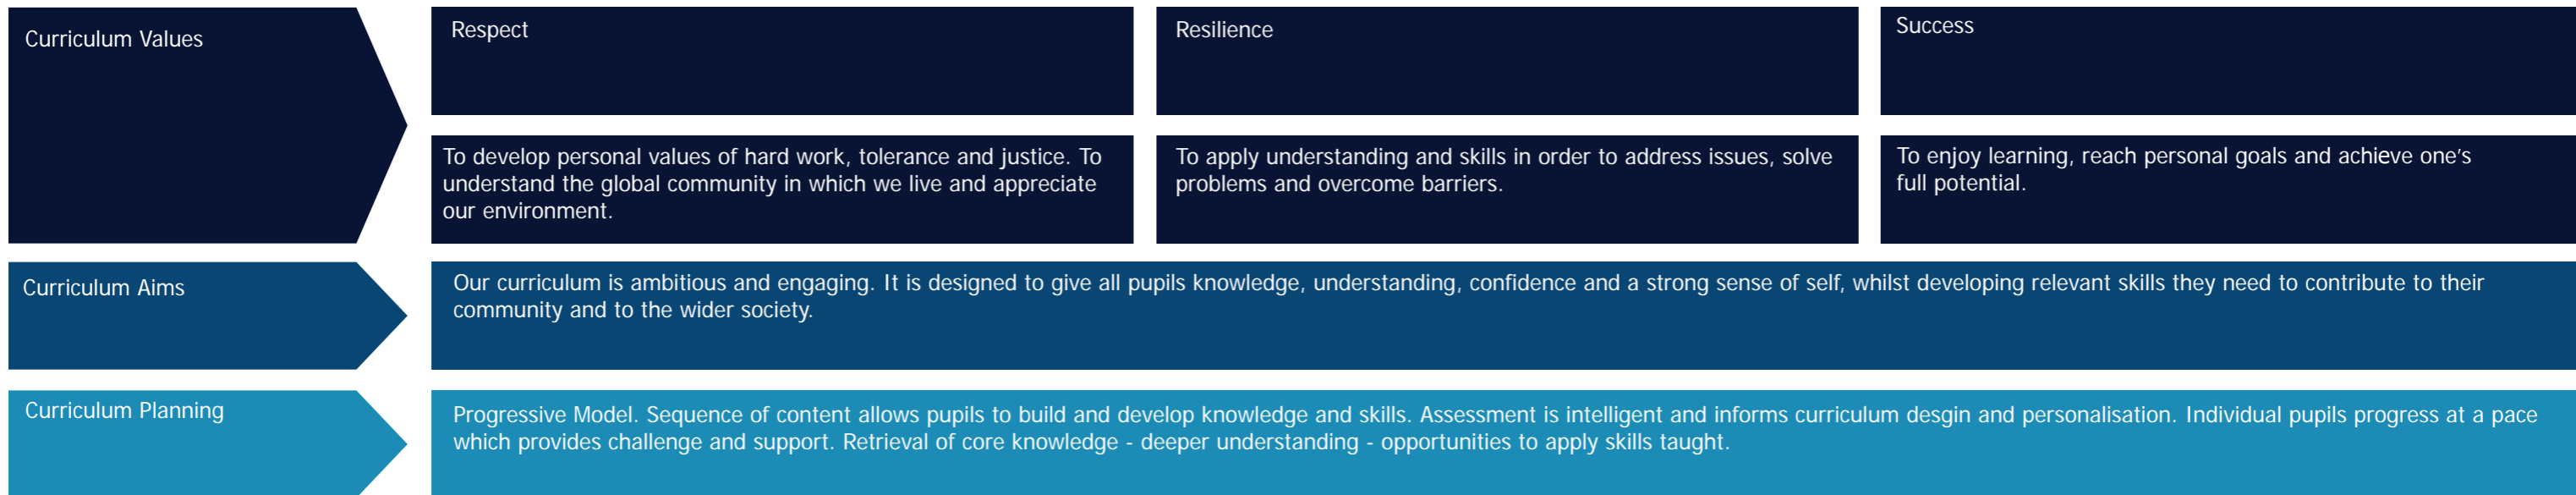 Curriculum Values
Respect
Resilience
Success
To develop personal values of hard work, tolerance and justice. To
understand the global community in which we live and appreciate
our environment.
To apply understanding and skills in order to address issues, solve
problems and overcome barriers.
To enjoy learning, reach personal goals and achieve one's
full potential.
Curriculum Aims
Our curriculum is ambitious and engaging. It is designed to give all pupils knowledge, understanding, confidence and a strong sense of self, whilst developing relevant skills they need to contribute to their
community and to the wider society.
Curriculum Planning
Progressive Model. Sequence of content allows pupils to build and develop knowledge and skills. Assessment is intelligent and informs curriculum desgin and personalisation. Individual pupils progress at a pace
which provides challenge and support. Retrieval of core knowledge - deeper understanding - opportunities to apply skills taught.